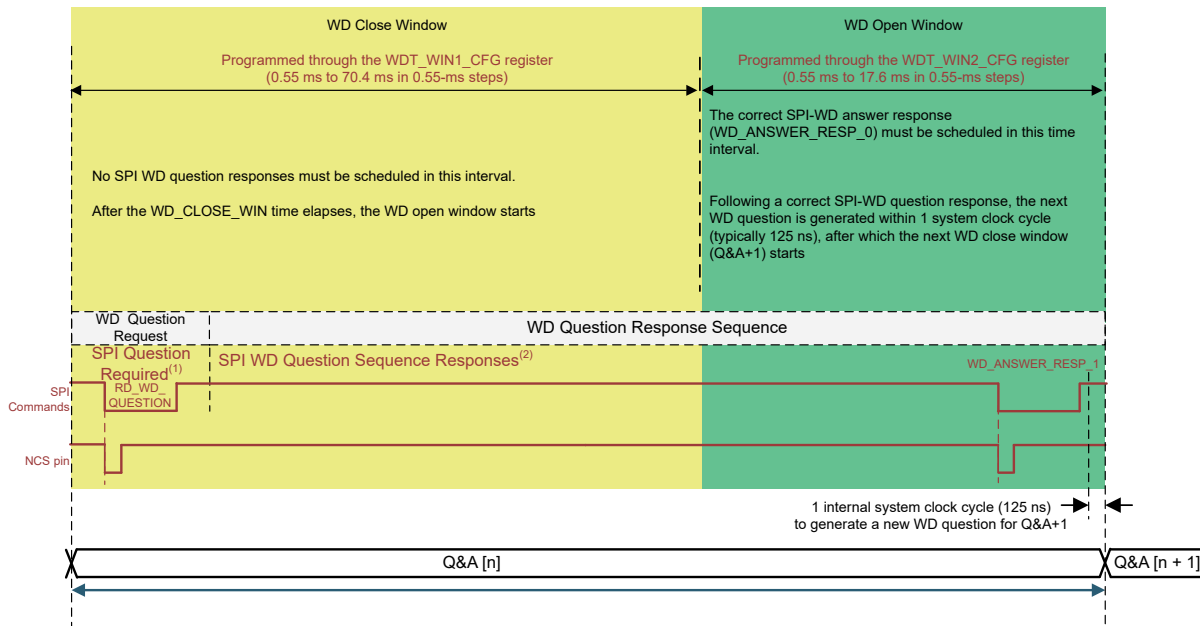 WD Close Window
WD Open Window
Programmed through the WDT_WIN1_CFG register
(0.55 ms to 70.4 ms in 0.55-ms steps)
Programmed through the WDT_WIN2_CFG register
(0.55 ms to 17.6 ms in 0.55-ms steps)
The correct SPI-WD answer response
(WD_ANSWER_RESP_0) must be scheduled in this time
interval.
No SPI WD question responses must be scheduled in this interval.
After the WD_CLOSE_WIN time elapses, the WD open window starts
Following a correct SPI-WD question response, the next
WD question is generated within 1 system clock cycle
(typically 125 ns), after which the next WD close window
(Q&A+1) starts
WD Question
Request
WD Question Response Sequence
SPI Question
Required(1)
SPI WD Question Sequence Responses(2)
WD_ANSWER_RESP_1
RD_WD_
QUESTION
SPI
Commands
NCS pin
1 internal system clock cycle (125 ns)
to generate a new WD question for Q&A+1
Q&A [n]
Q&A [n + 1]